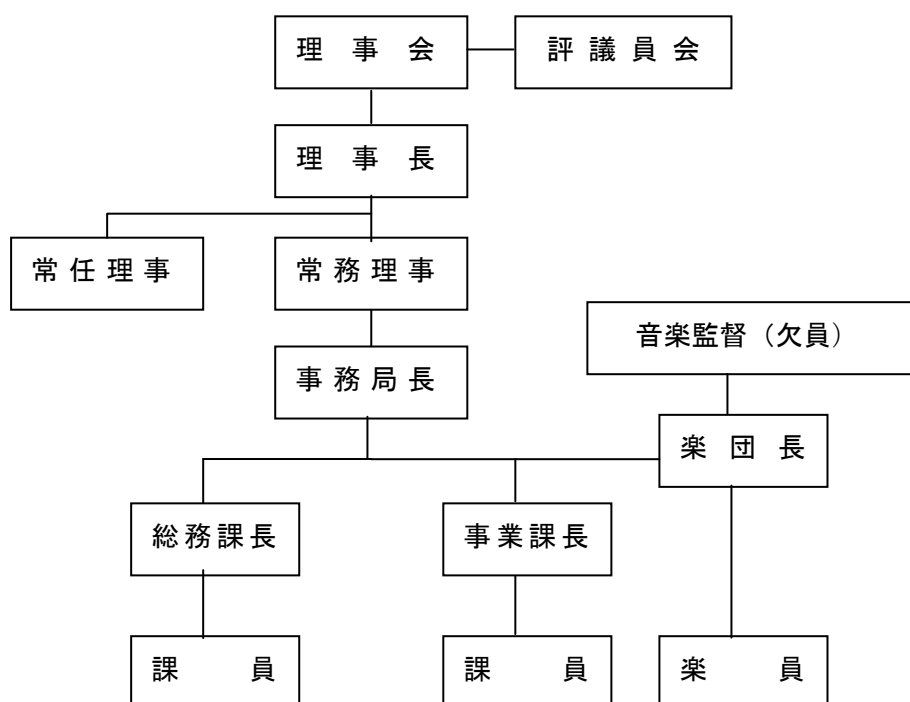 理事会
評議員会
理事長
常任理事
常務理事
音楽監督（欠員）
事務局長
楽団長
総務課長
事業課長
課員
課員
楽員